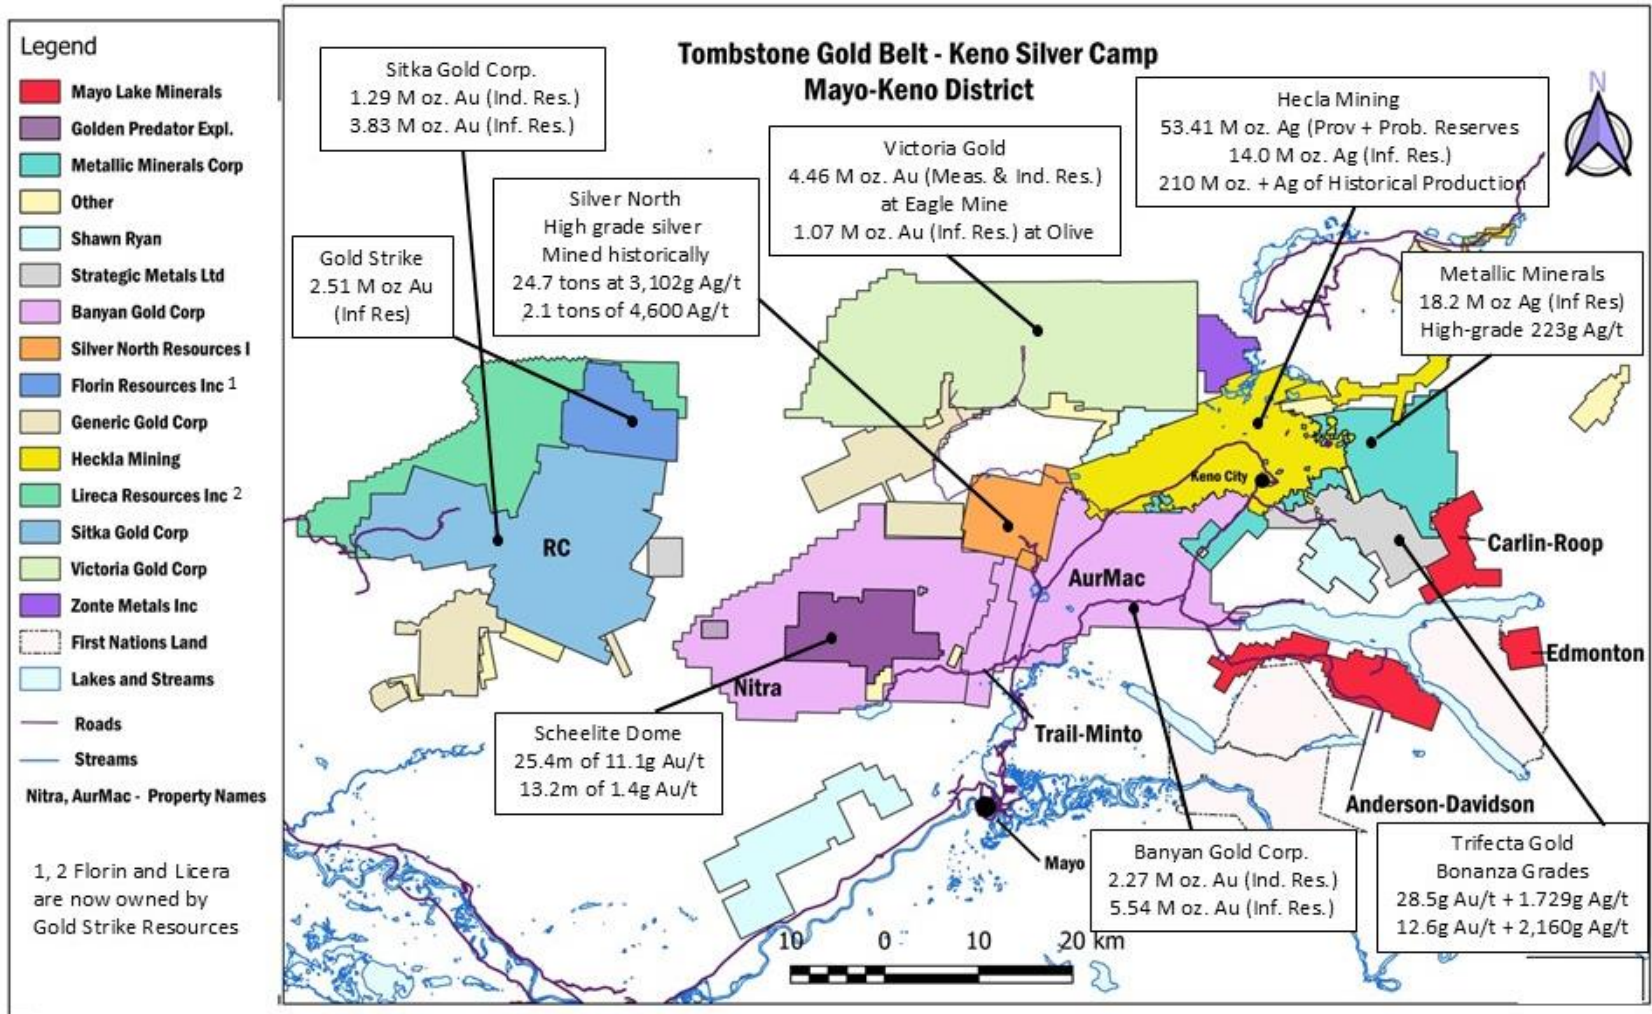 Legend
Mayo Lake Minerals
Golden Predator Expl.
Metallic Minerals Corp
Other
Shawn Ryan
Strategic Metals Ltd
Banyan Gold Corp
Silver North Resources I
Florin Resources Inc 1
Generic Gold Corp
Heckla Mining
Lireca Resources Inc 2
Sitka Gold Corp
Victoria Gold Corp
Zonte Metals Inc
First Nations Land
Lakes and Streams
Roads
Streams
Nitra, AurMac - Property Names
1, 2 Florin and Licera
are now owned by
Gold Strike Resources
Tombstone Gold Belt - Keno Silver Camp
Mayo-Keno District
N
Sitka Gold Corp.
1.29 M oz. Au (Ind. Res.)
3.83 M oz. Au (Inf. Res.)
Gold Strike
2.51 M oz Au
(Inf Res)
Silver North
High grade silver
Mined historically
24.7 tons at 3,102g Ag/t
2.1 tons of 4,600 Ag/t
Victoria Gold
4.46 M oz. Au (Meas. & Ind. Res.)
at Eagle Mine
1.07 M oz. Au (Inf. Res.) at Olive
Hecla Mining
53.41 M oz. Ag (Prov + Prob. Reserves
14.0 M oz. Ag (Inf. Res.)
210 M oz. + Ag of Historical Production
Metallic Minerals
18.2 M oz Ag (Inf Res)
High-grade 223g Ag/t
Keno City
RC
AurMac
Carlin-Roop
Edmonton
Nitra
Trail-Minto
Anderson-Davidson
Mayo
Scheelite Dome
25.4m of 11.1g Au/t
13.2m of 1.4g Au/t
Banyan Gold Corp.
2.27 M oz. Au (Ind. Res.)
5.54 M oz. Au (Inf. Res.)
Trifecta Gold
Bonanza Grades
28.5g Au/t + 1.729g Ag/t
12.6g Au/t + 2,160g Ag/t
10 0 10 20 km